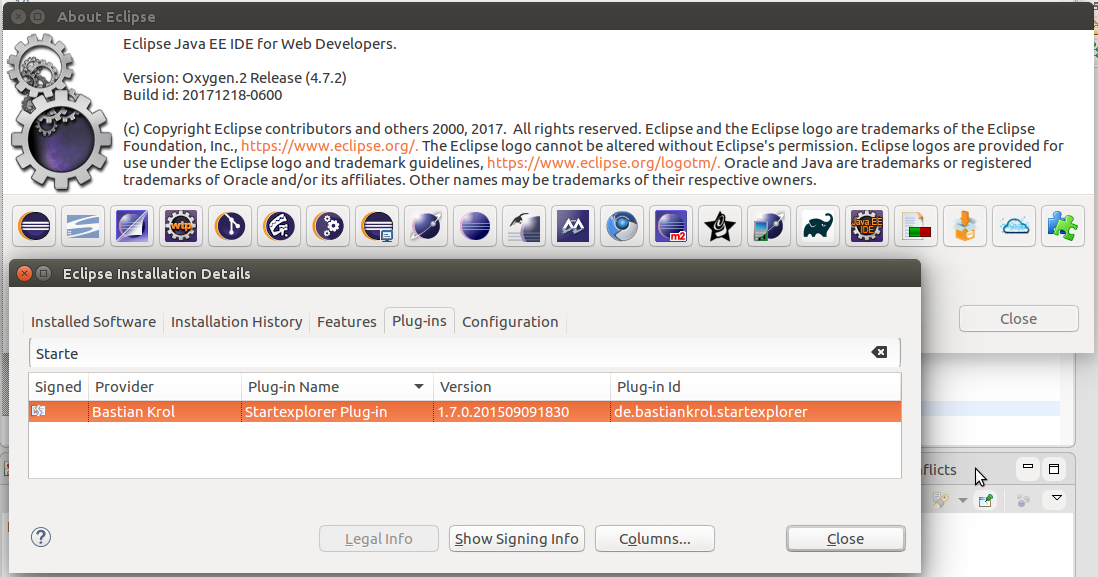 About Eclipse
Eclipse Java EE IDE for Web Developers.
Version: Oxygen.2 Release (4.7.2)
Build id: 20171218-0600
(c) Copyright Eclipse contributors and others 2000, 2017.  All rights reserved. Eclipse and the Eclipse logo are trademarks of the Eclipse
Foundation, Inc., https://www.eclipse.org/. The Eclipse logo cannot be altered without Eclipse's permission. Eclipse logos are provided for
use under the Eclipse logo and trademark guidelines, https://www.eclipse.org/logotm/. Oracle and Java are trademarks or registered
trademarks of Oracle and/or its affiliates. Other names may be trademarks of their respective owners.
wtp
m2
Java EE
IDE
Close
Eclipse Installation Details
Installed Software Installation History Features Plug-ins Configuration
Starte
Signed Provider Plug-in Name Version Plug-in Id
Bastian Krol Startexplorer Plug-in 1.7.0.201509091830 de.bastiankrol.startexplorer
nflicts
Legal Info Show Signing Info Columns... Close